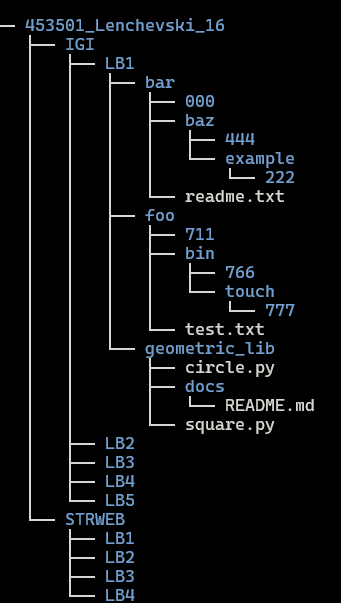 453501_Lenchevski_16
IGI
LB1
bar
000
baz
444
example
222
readme.txt
foo
711
bin
766
touch
777
test.txt
geometric_lib
circle.py
docs
README.md
square.py
LB2
LB3
LB4
LB5
STRWEB
LB1
LB2
LB3
LB4